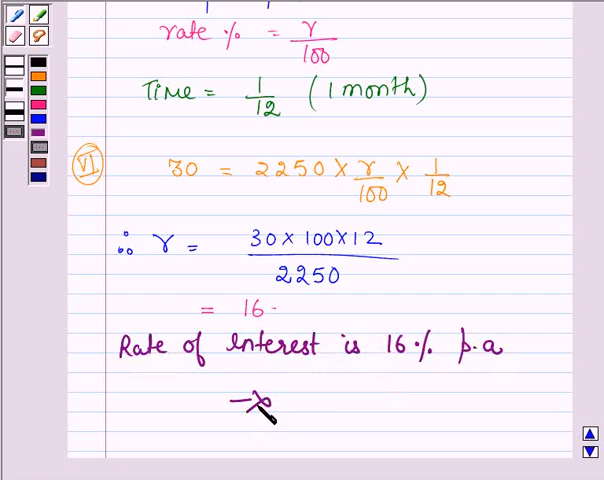 rate % = r/100
Time = 1/12 (1 month)
VI 30 = 2250 × r/100 × 1/12
∴ r = 30 × 100 × 12 / 2250
= 16
Rate of interest is 16% p.a